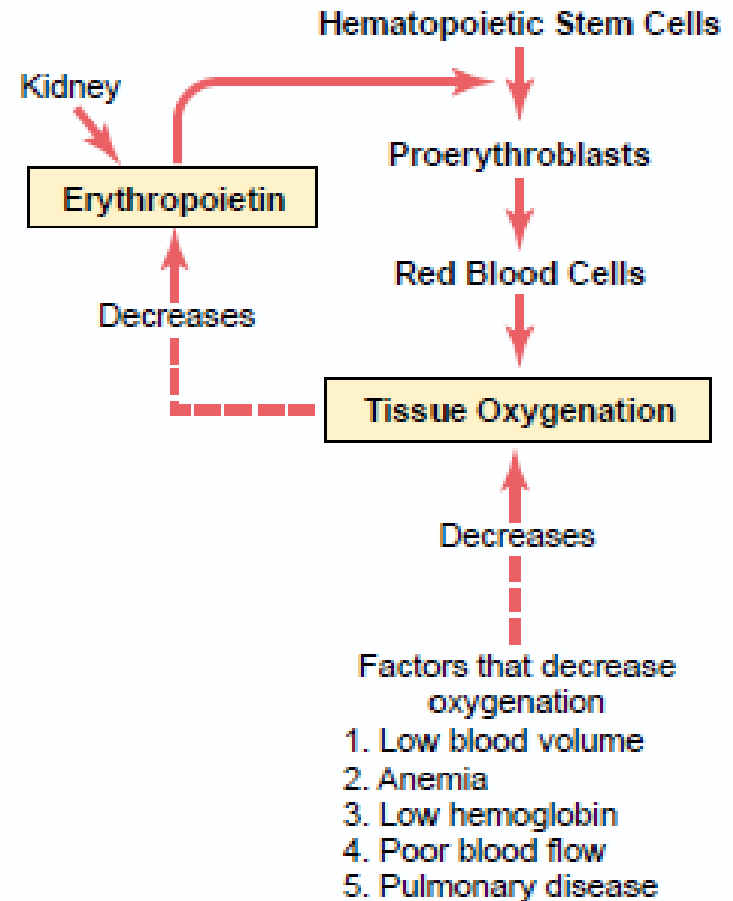 Hematopoietic Stem Cells
Kidney
Proerythroblasts
Erythropoietin
Red Blood Cells
Decreases
Tissue Oxygenation
Decreases
Factors that decrease
oxygenation
1. Low blood volume
2. Anemia
3. Low hemoglobin
4. Poor blood flow
5. Pulmonary disease